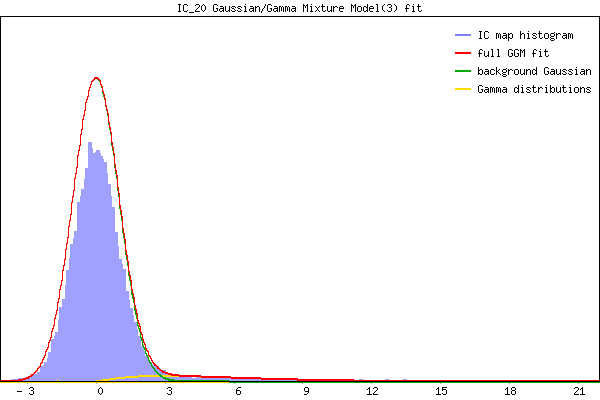 IC_20 Gaussian/Gamma Mixture Model(3) fit
IC map histogram
full GGM fit
background Gaussian
Gamma distributions
-3 0 3 6 9 12 15 18 21